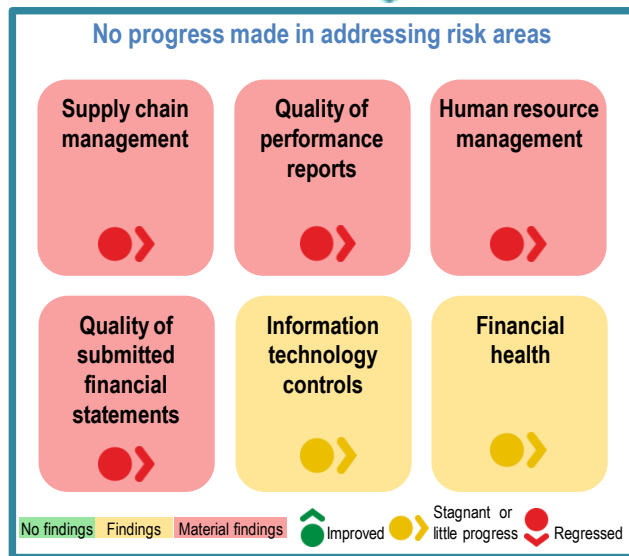 No progress made in addressing risk areas
Supply chain
management
Quality of
performance
reports
Human resource
management
Quality of
submitted
financial
statements
Information
technology
controls
Financial
health
No findings
Findings
Material findings
Improved
Stagnant or
little progress
Regressed